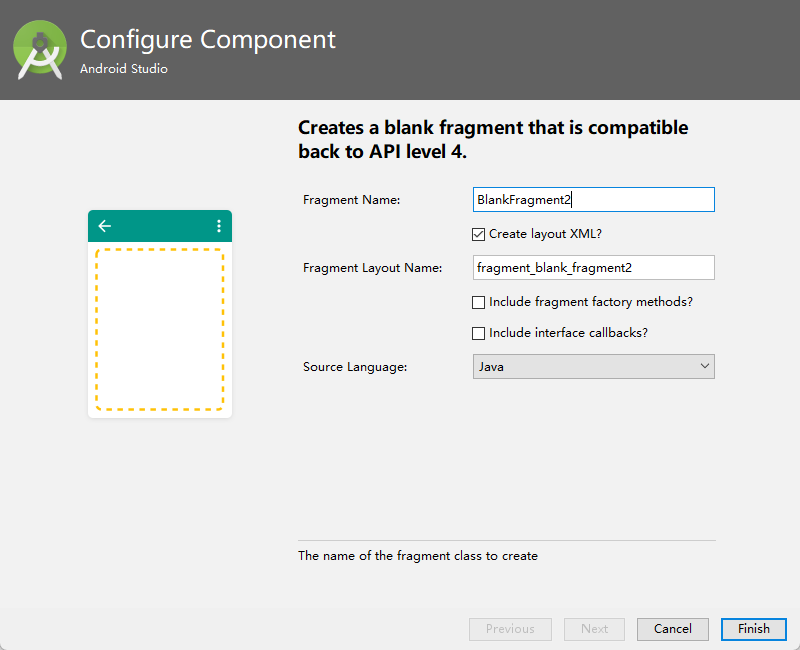 Configure Component
Android Studio
Creates a blank fragment that is compatible
back to API level 4.
Fragment Name:
BlankFragment2
Create layout XML?
Fragment Layout Name:
fragment_blank_fragment2
Include fragment factory methods?
Include interface callbacks?
Source Language:
Java
The name of the fragment class to create
Previous
Next
Cancel
Finish